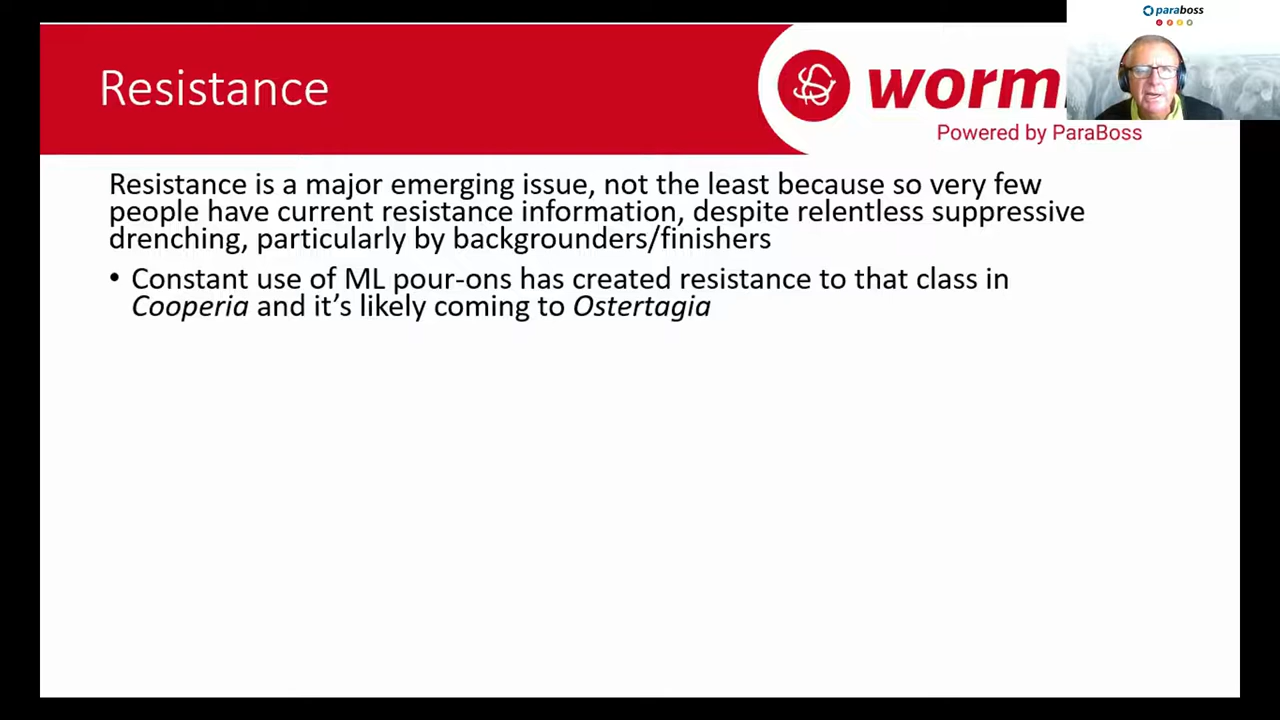 paraboss
Resistance
worm
Powered by ParaBoss
Resistance is a major emerging issue, not the least because so very few
people have current resistance information, despite relentless suppressive
drenching, particularly by backgrounders/finishers
• Constant use of ML pour-ons has created resistance to that class in
Cooperia and it's likely coming to Ostertagia